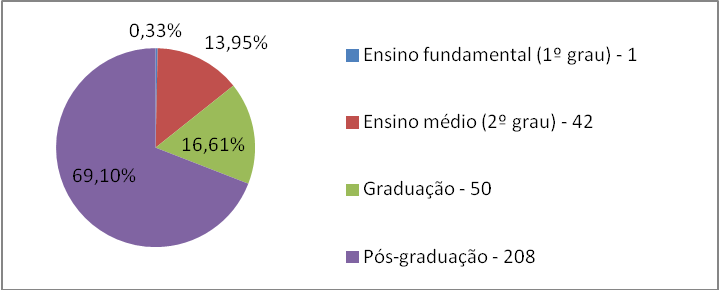 0,33%
13,95%
16,61%
69,10%
Ensino fundamental (1º grau) - 1
Ensino médio (2º grau) - 42
Graduação - 50
Pós-graduação - 208